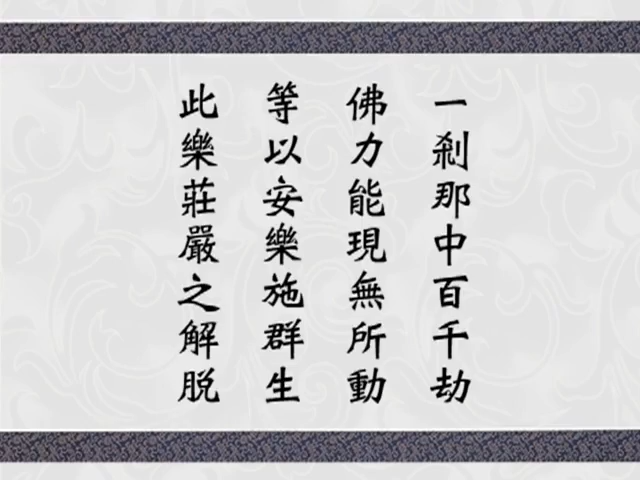 一剎那中百千劫
佛力能現無所動
等以安樂施群生
此樂莊嚴之解脱